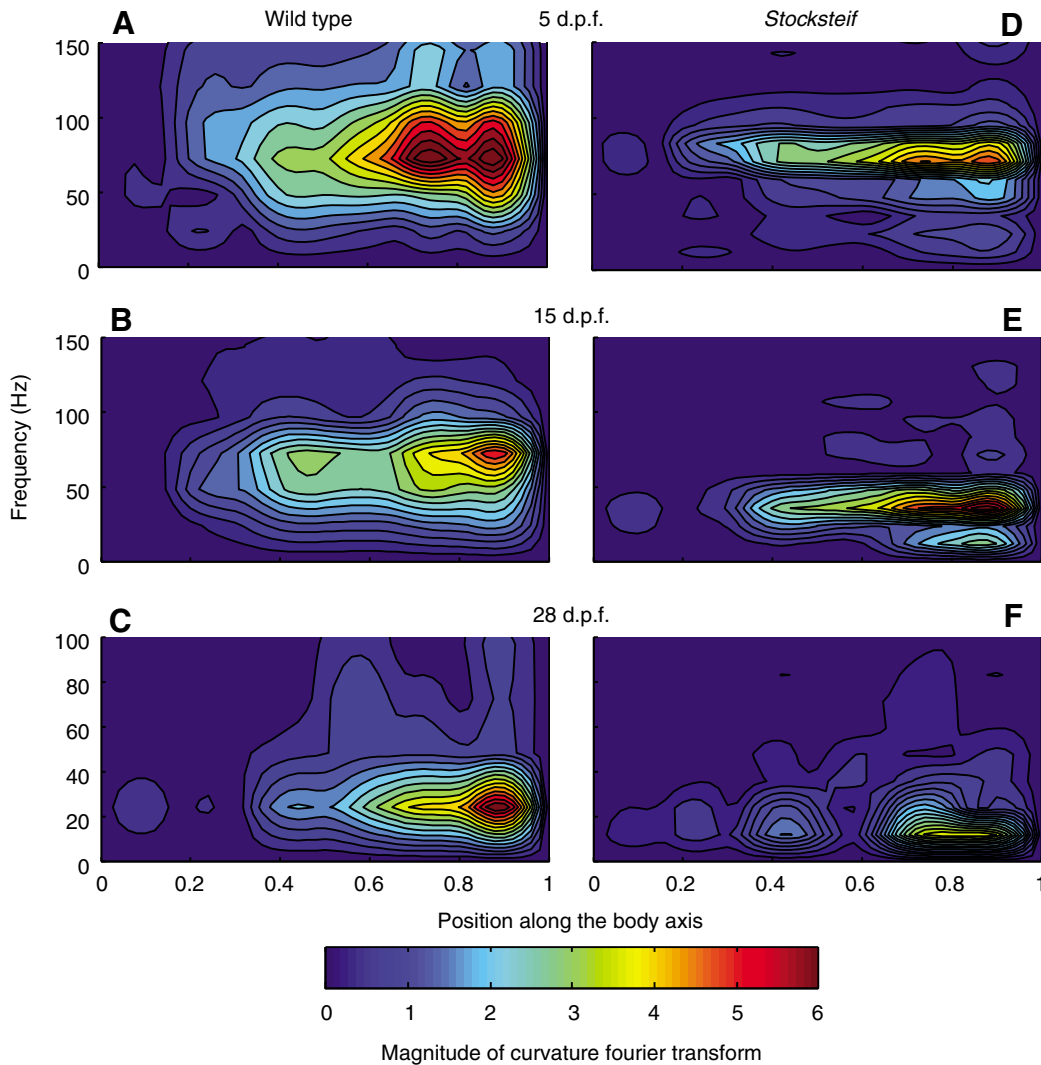 A Wild type 5 d.p.f. Stocksteif D
150
100
50
0
B 15 d.p.f. E
150
100
50
0
Frequency (Hz)
C 28 d.p.f. F
100
80
60
40
20
0
0 0.2 0.4 0.6 0.8 1 0 0.2 0.4 0.6 0.8 1
Position along the body axis
0 1 2 3 4 5 6
Magnitude of curvature fourier transform